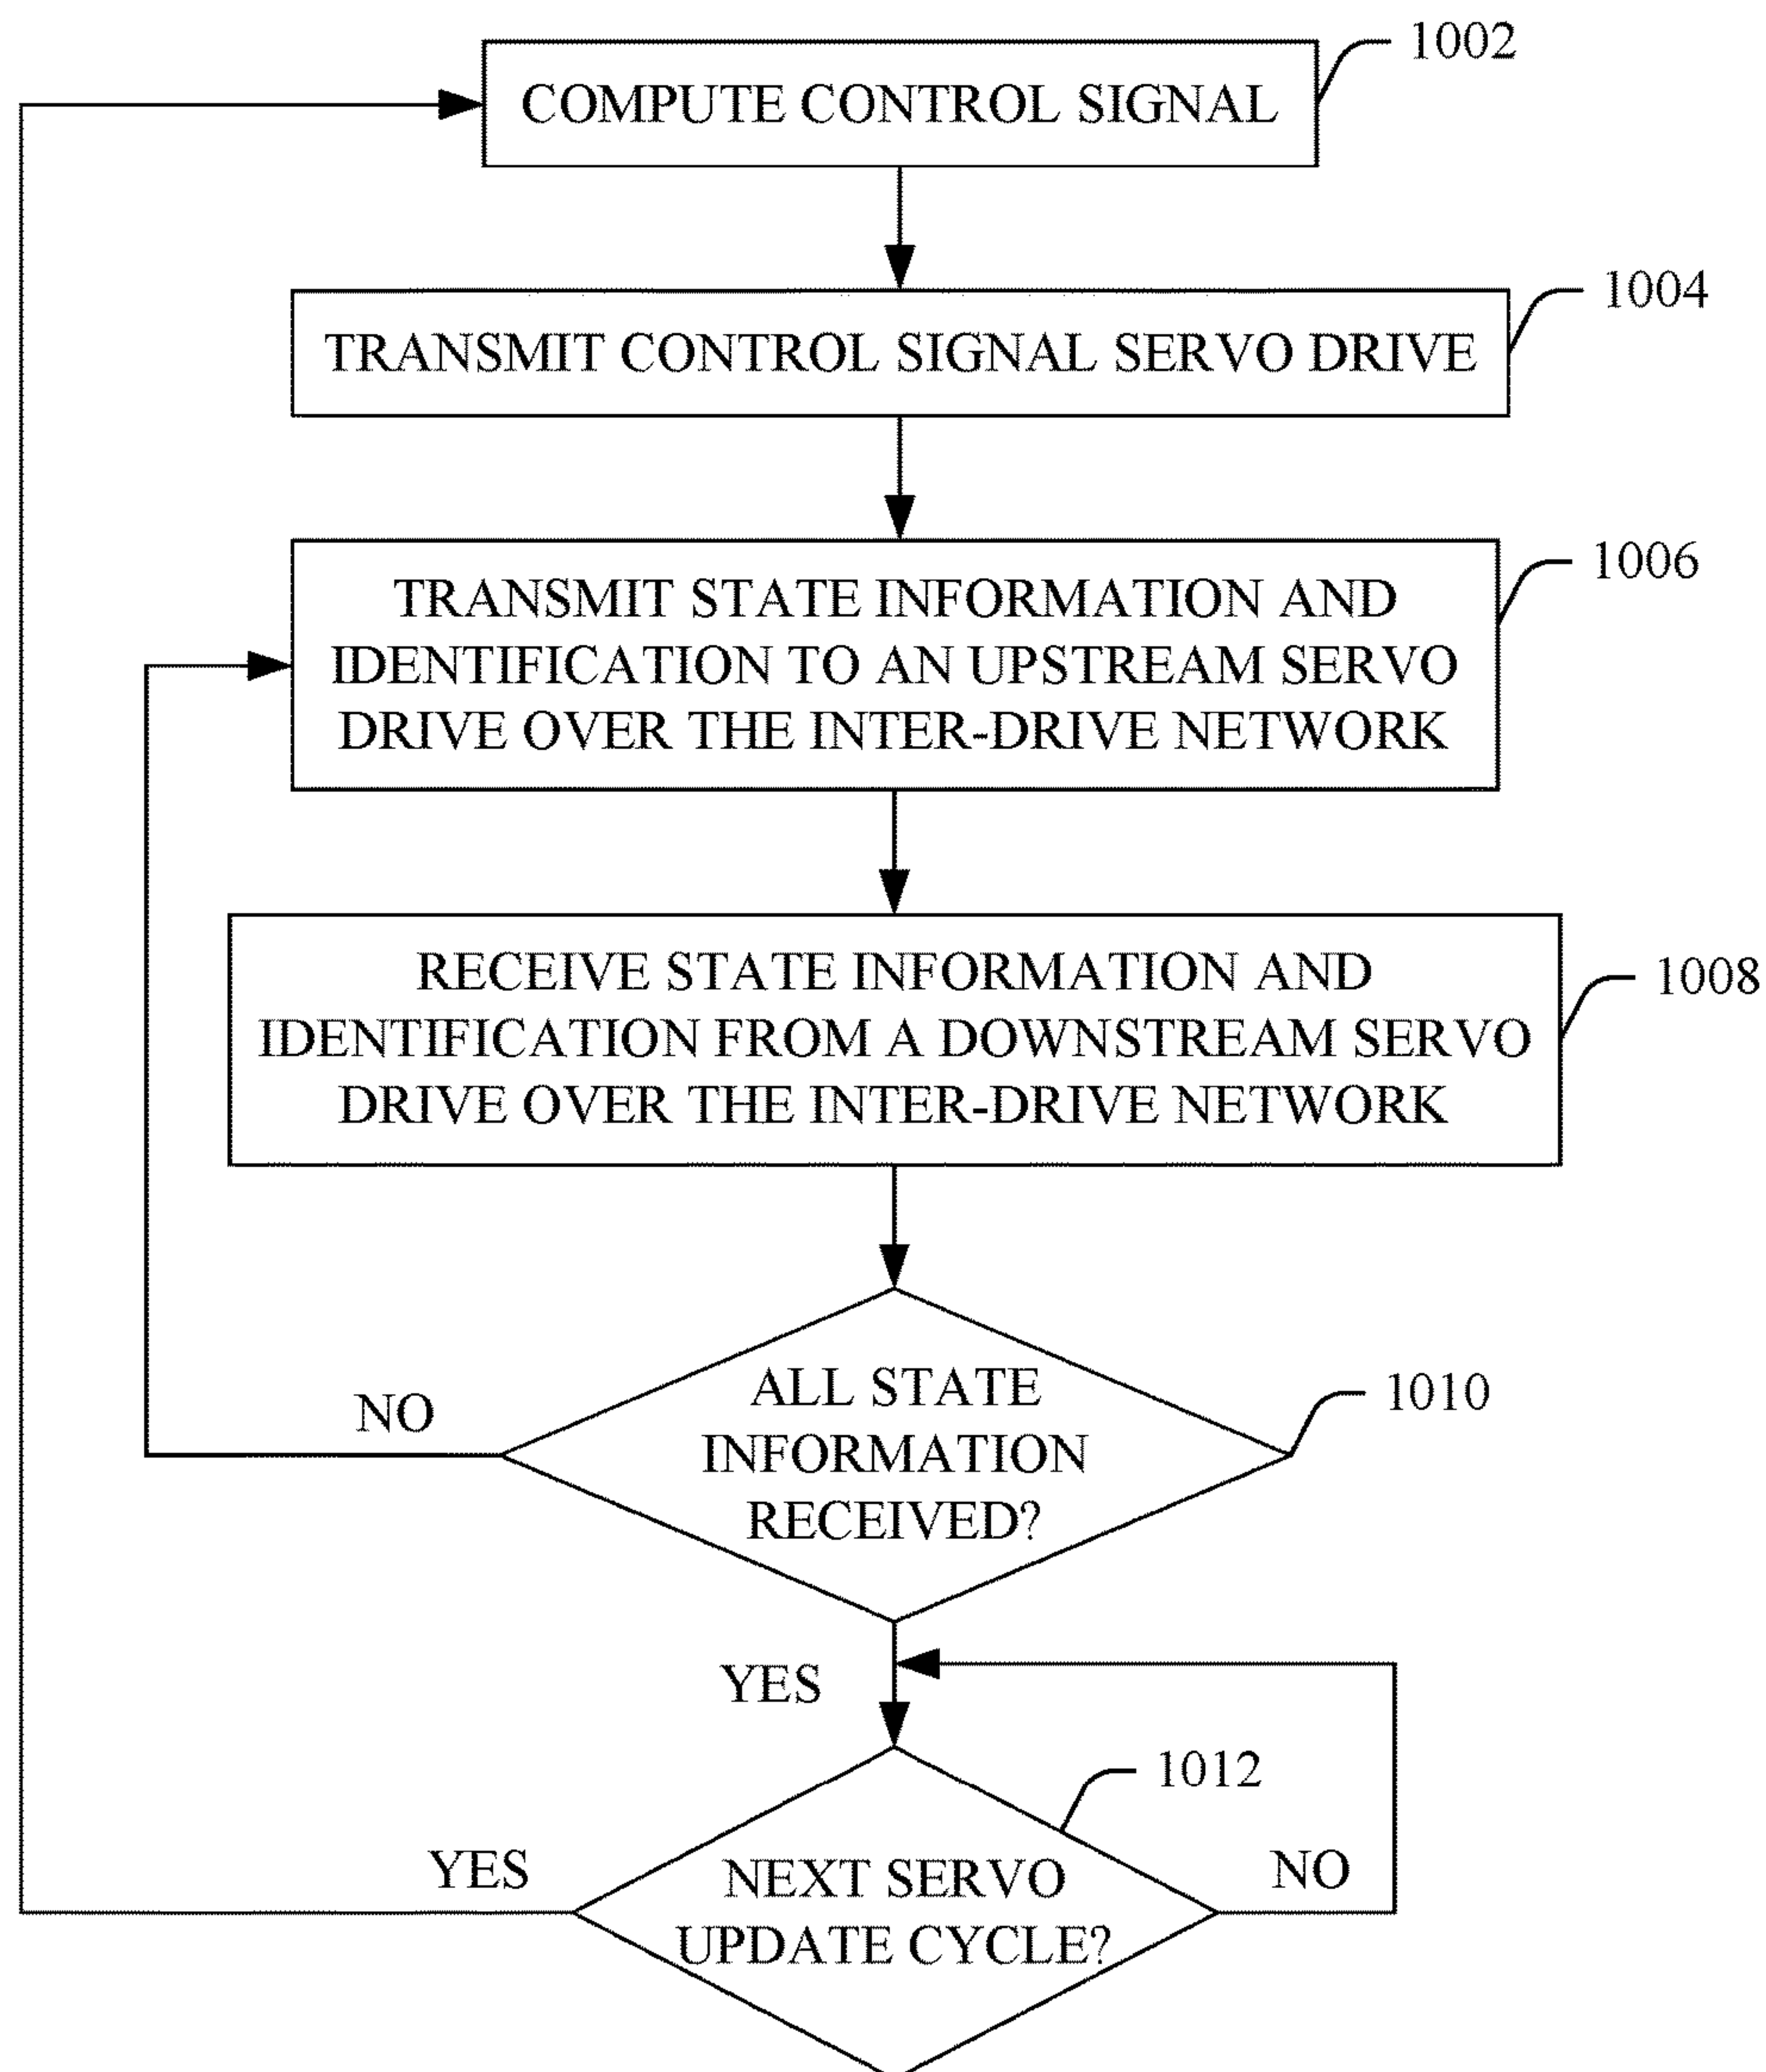 1002
COMPUTE CONTROL SIGNAL
1004
TRANSMIT CONTROL SIGNAL SERVO DRIVE
1006
TRANSMIT STATE INFORMATION AND
IDENTIFICATION TO AN UPSTREAM SERVO
DRIVE OVER THE INTER-DRIVE NETWORK
1008
RECEIVE STATE INFORMATION AND
IDENTIFICATION FROM A DOWNSTREAM SERVO
DRIVE OVER THE INTER-DRIVE NETWORK
1010
ALL STATE
INFORMATION
RECEIVED?
NO
YES
1012
NEXT SERVO
UPDATE CYCLE?
YES
NO